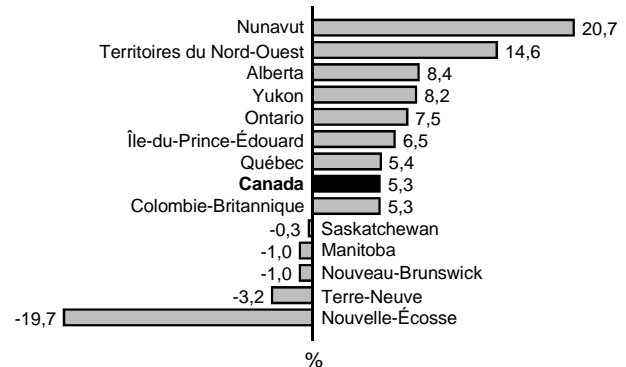 Nunavut 20,7
Territoires du Nord-Ouest 14,6
Alberta 8,4
Yukon 8,2
Ontario 7,5
Île-du-Prince-Édouard 6,5
Québec 5,4
Canada 5,3
Colombie-Britannique 5,3
-0,3 Saskatchewan
-1,0 Manitoba
-1,0 Nouveau-Brunswick
-3,2 Terre-Neuve
-19,7 Nouvelle-Écosse
%